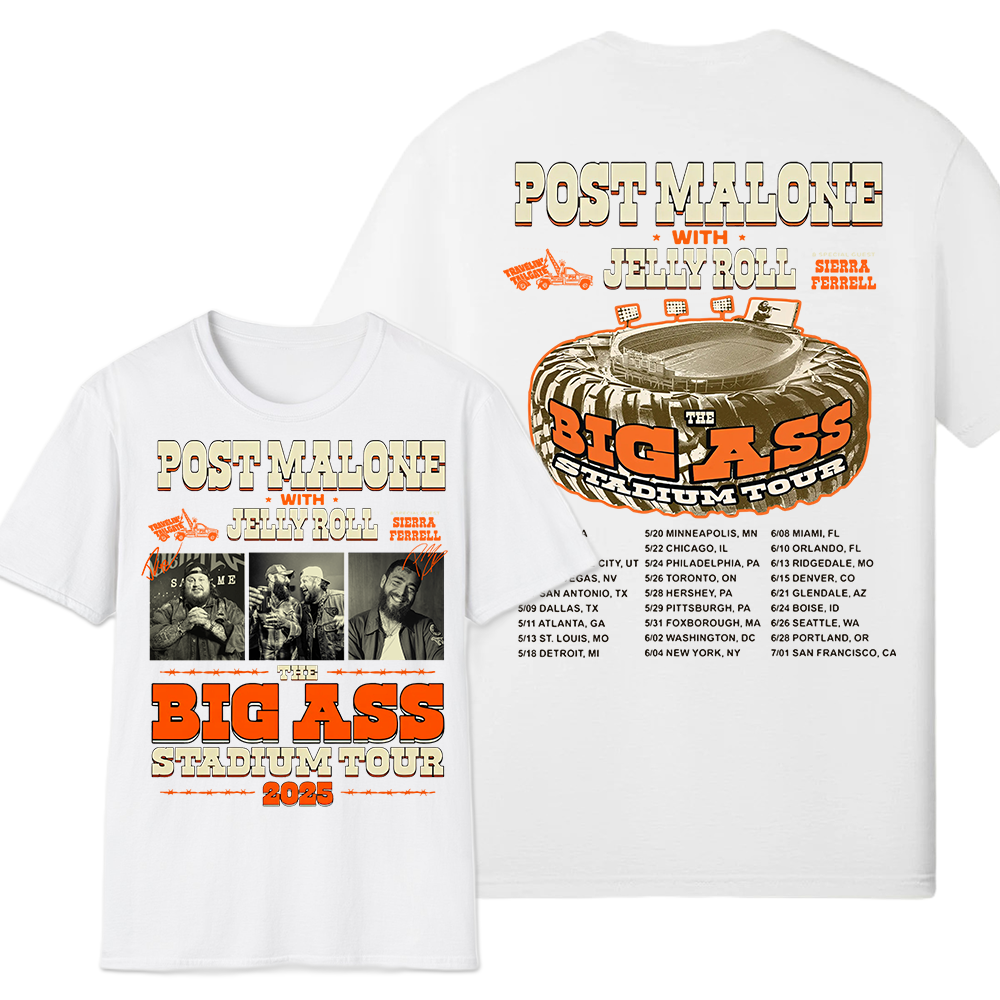 POST MALONE
WITH
JELLY ROLL
TRAVELIN'
TAILGATE
SIERRA
FERRELL
THE
BIG ASS
STADIUM TOUR
5/20 MINNEAPOLIS, MN
6/08 MIAMI, FL
5/22 CHICAGO, IL
6/10 ORLANDO, FL
CITY, UT
5/24 PHILADELPHIA, PA
6/13 RIDGEDALE, MO
NV
5/26 TORONTO, ON
6/15 DENVER, CO
SAN ANTONIO, TX
5/28 HERSHEY, PA
6/21 GLENDALE, AZ
5/09 DALLAS, TX
5/29 PITTSBURGH, PA
6/24 BOISE, ID
5/11 ATLANTA, GA
5/31 FOXBOROUGH, MA
6/26 SEATTLE, WA
5/13 ST. LOUIS, MO
6/02 WASHINGTON, DC
6/28 PORTLAND, OR
5/18 DETROIT, MI
6/04 NEW YORK, NY
7/01 SAN FRANCISCO, CA
POST MALONE
WITH
JELLY ROLL
TRAVELIN'
TAILGATE
SIERRA
FERRELL
ME
THE
BIG ASS
STADIUM TOUR
2025